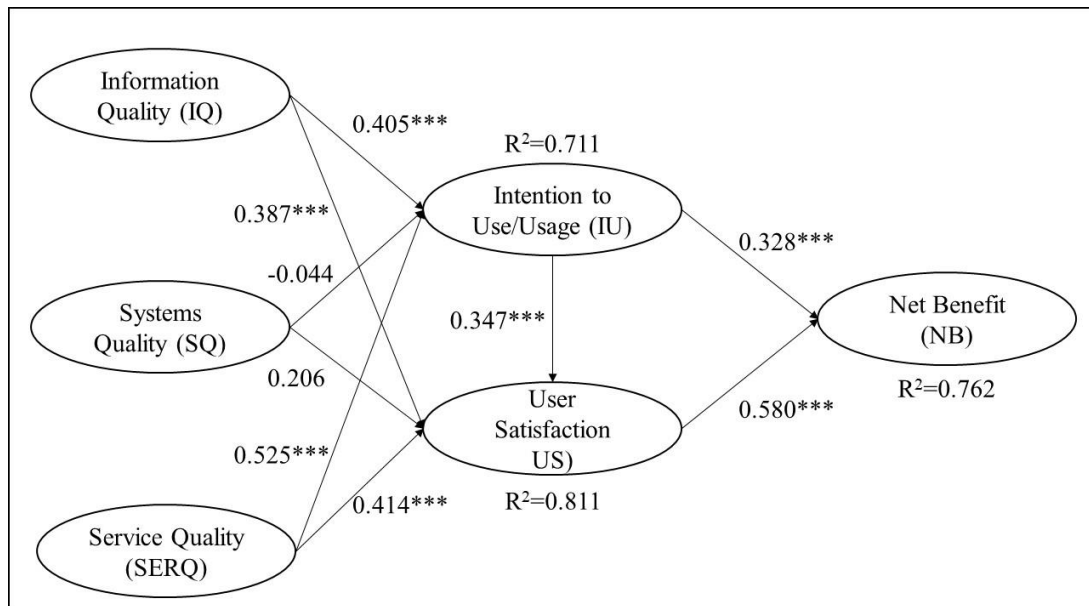 Information
Quality (IQ)
0.405***
R²=0.711
Intention to
Use/Usage (IU)
0.387***
0.328***
-0.044
Systems
Quality (SQ)
0.347***
Net Benefit
(NB)
0.206
R²=0.762
User
Satisfaction
US)
0.580***
0.525***
0.414***
R²=0.811
Service Quality
(SERQ)